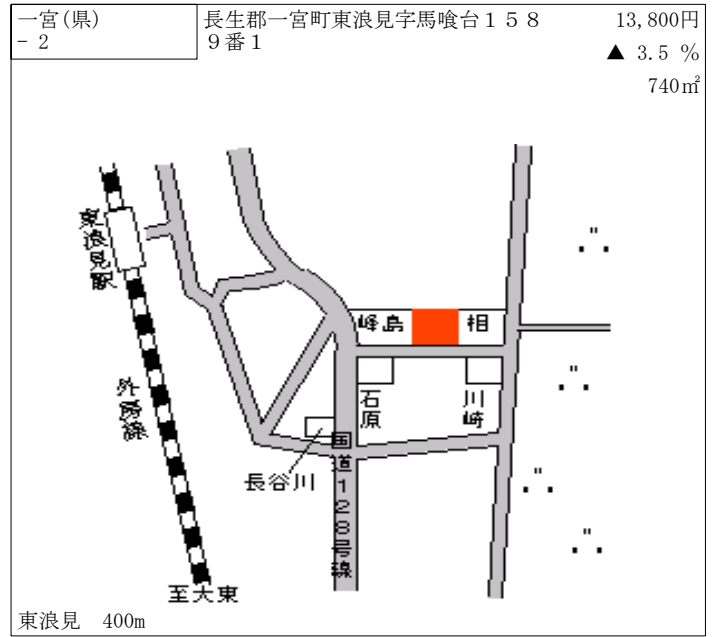 一宮(県)
- 2
長生郡一宮町東浪見字馬喰台１５８
９番１
13,800円
▲ 3.5 %
740㎡
東浪見駅
峰島
相
石原
川崎
外房線
長谷川
国道１２８号線
至大東
東浪見　400m